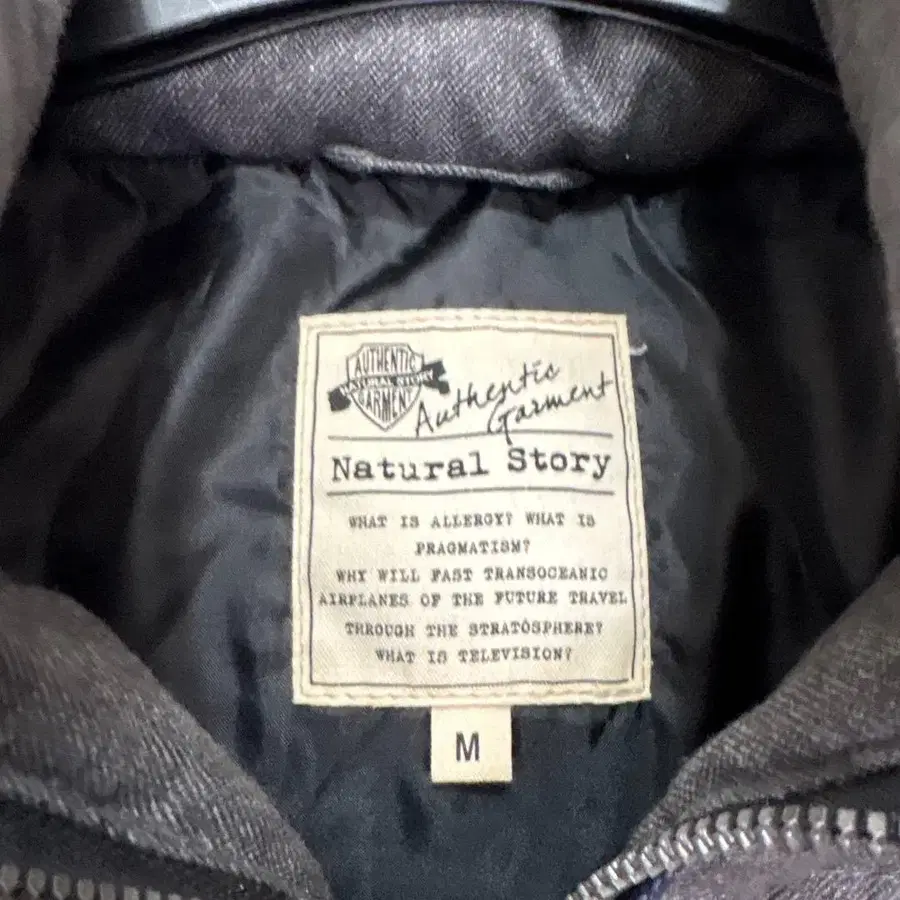 AUTHENTIC
NATURAL STORY
GARMENT
Authentic
Garment
Natural Story
WHAT IS ALLERGY? WHAT IS
PRAGMATISM?
WHY WILL FAST TRANSOCEANIC
AIRPLANES OF THE FUTURE TRAVEL
THROUGH THE STRATOSPHERE?
WHAT IS TELEVISION?
M